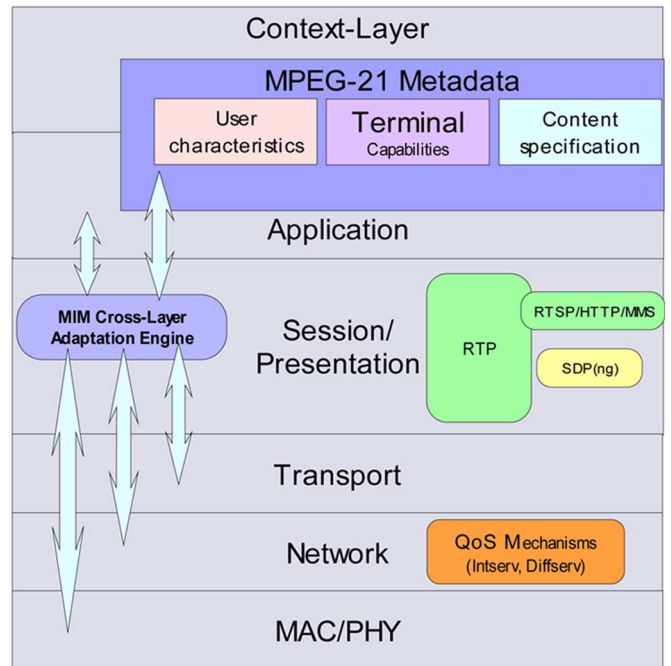 Context-Layer
MPEG-21 Metadata
User
characteristics
Terminal
Capabilities
Content
specification
Application
MIM Cross-Layer
Adaptation Engine
Session/
Presentation
RTP
RTSP/HTTP/MMS
SDP(ng)
Transport
Network
QoS Mechanisms
(Intserv, Diffserv)
MAC/PHY